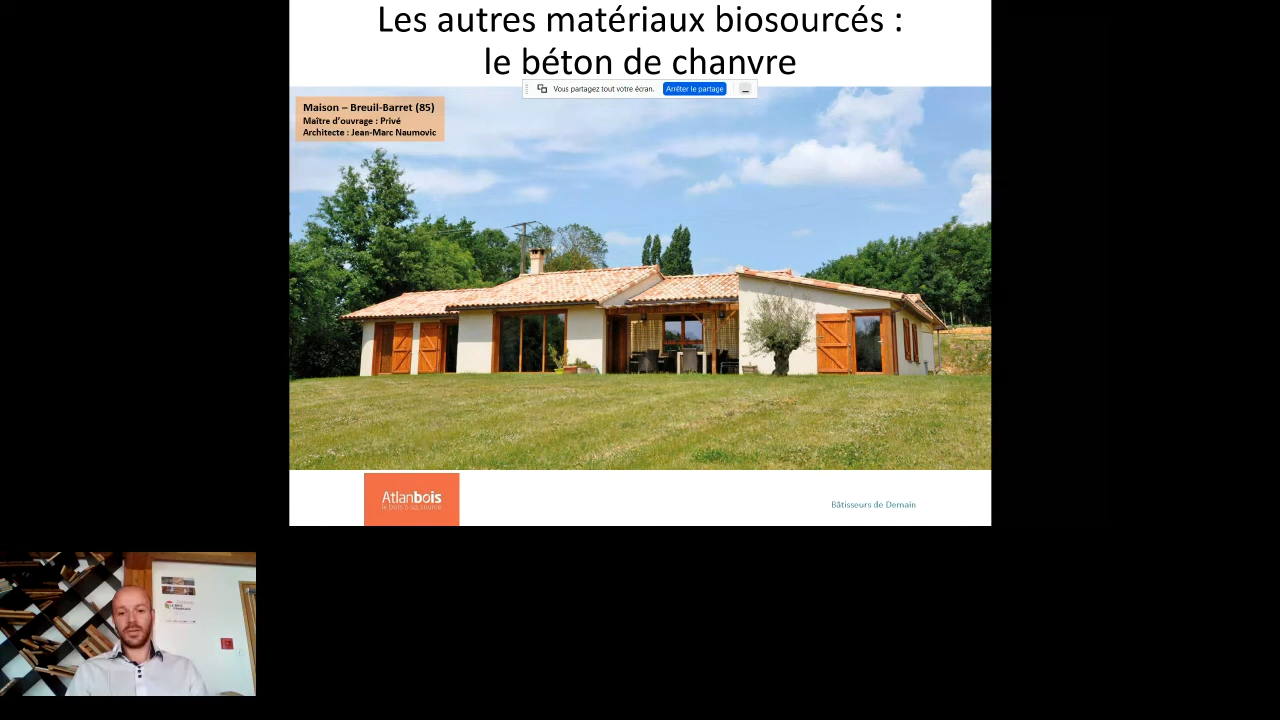 Les autres matériaux biosourcés :
le béton de chanvre
Vous partagez tout votre écran.
Arrêter le partage
Maison – Breuil-Barret (85)
Maître d'ouvrage : Privé
Architecte : Jean-Marc Naumovic
Atlanbois
le bois à sa source
Bâtisseurs de Demain